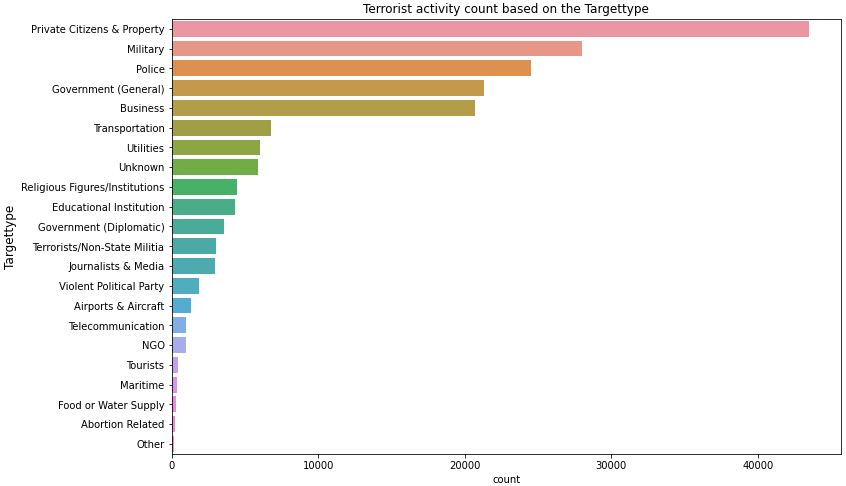 Terrorist activity count based on the Targettype
Private Citizens & Property
Military
Police
Government (General)
Business
Transportation
Utilities
Unknown
Religious Figures/Institutions
Educational Institution
Government (Diplomatic)
Terrorists/Non-State Militia
Journalists & Media
Violent Political Party
Airports & Aircraft
Telecommunication
NGO
Tourists
Maritime
Food or Water Supply
Abortion Related
Other
Targettype
0 10000 20000 30000 40000
count